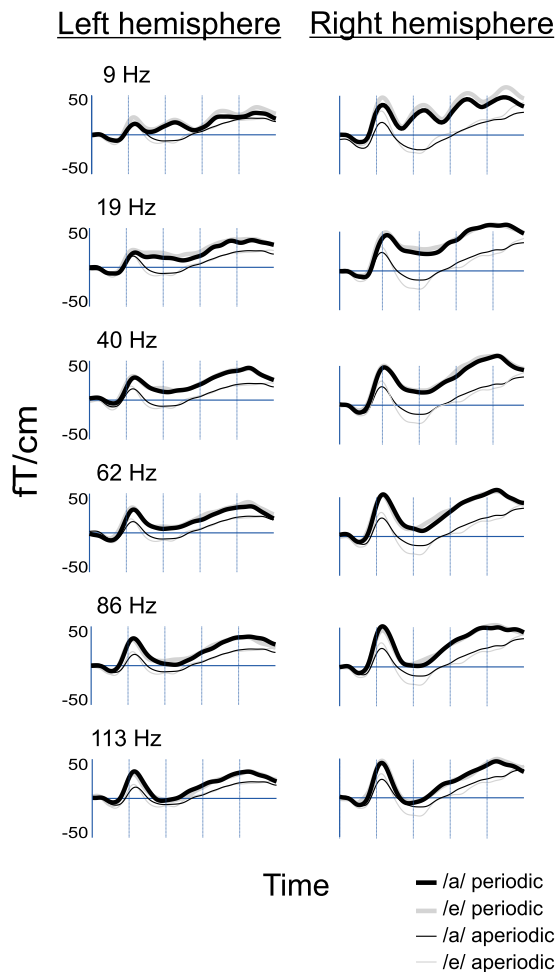 Left hemisphere
Right hemisphere
9 Hz
50
-50
19 Hz
50
-50
40 Hz
50
-50
62 Hz
50
-50
86 Hz
50
-50
113 Hz
50
-50
fT/cm
Time
/a/ periodic
/e/ periodic
/a/ aperiodic
/e/ aperiodic